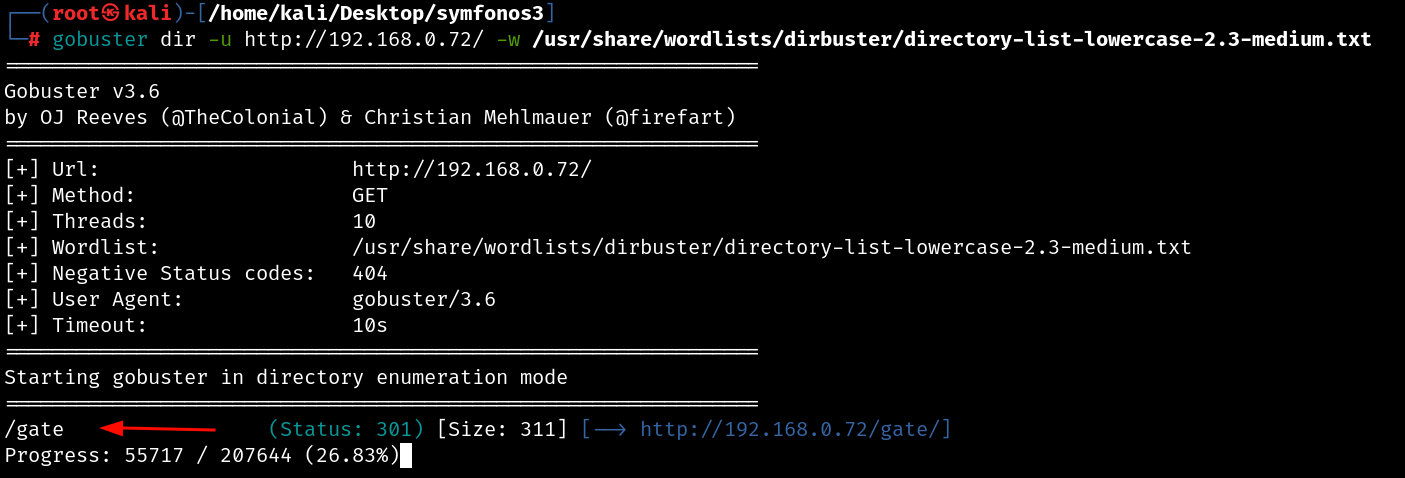 ┌──(root㉿kali)-[/home/kali/Desktop/symfonos3]
└─# gobuster dir -u http://192.168.0.72/ -w /usr/share/wordlists/dirbuster/directory-list-lowercase-2.3-medium.txt
===============================================================
Gobuster v3.6
by OJ Reeves (@TheColonial) & Christian Mehlmauer (@firefart)
===============================================================
[+] Url:                     http://192.168.0.72/
[+] Method:                  GET
[+] Threads:                 10
[+] Wordlist:                /usr/share/wordlists/dirbuster/directory-list-lowercase-2.3-medium.txt
[+] Negative Status codes:   404
[+] User Agent:              gobuster/3.6
[+] Timeout:                 10s
===============================================================
Starting gobuster in directory enumeration mode
===============================================================
/gate                 (Status: 301) [Size: 311] [--> http://192.168.0.72/gate/]
Progress: 55717 / 207644 (26.83%)